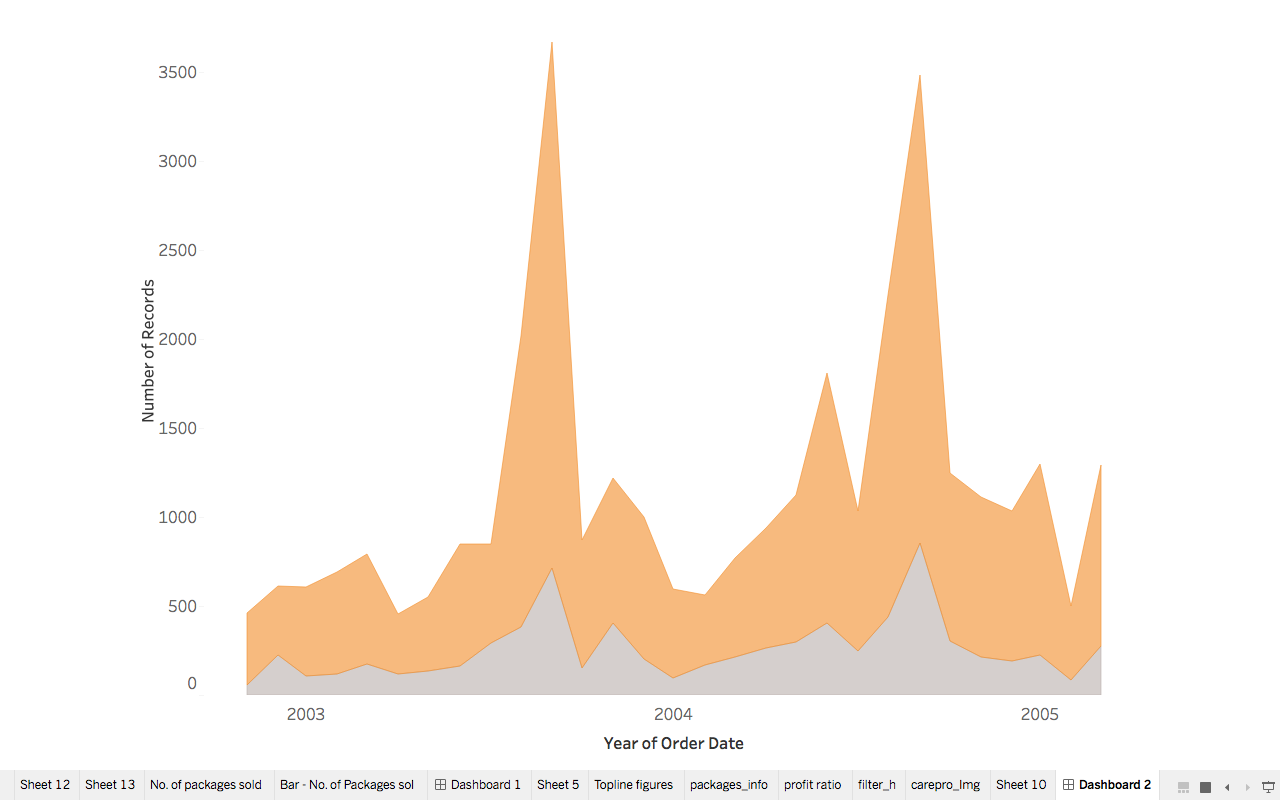 3500
3000
2500
2000
1500
1000
500
0
Number of Records
2003 2004 2005
Year of Order Date
Sheet 12 Sheet 13 No. of packages sold Bar - No. of Packages sol Dashboard 1 Sheet 5 Topline figures packages_info profit ratio filter_h carepro_Img Sheet 10 Dashboard 2